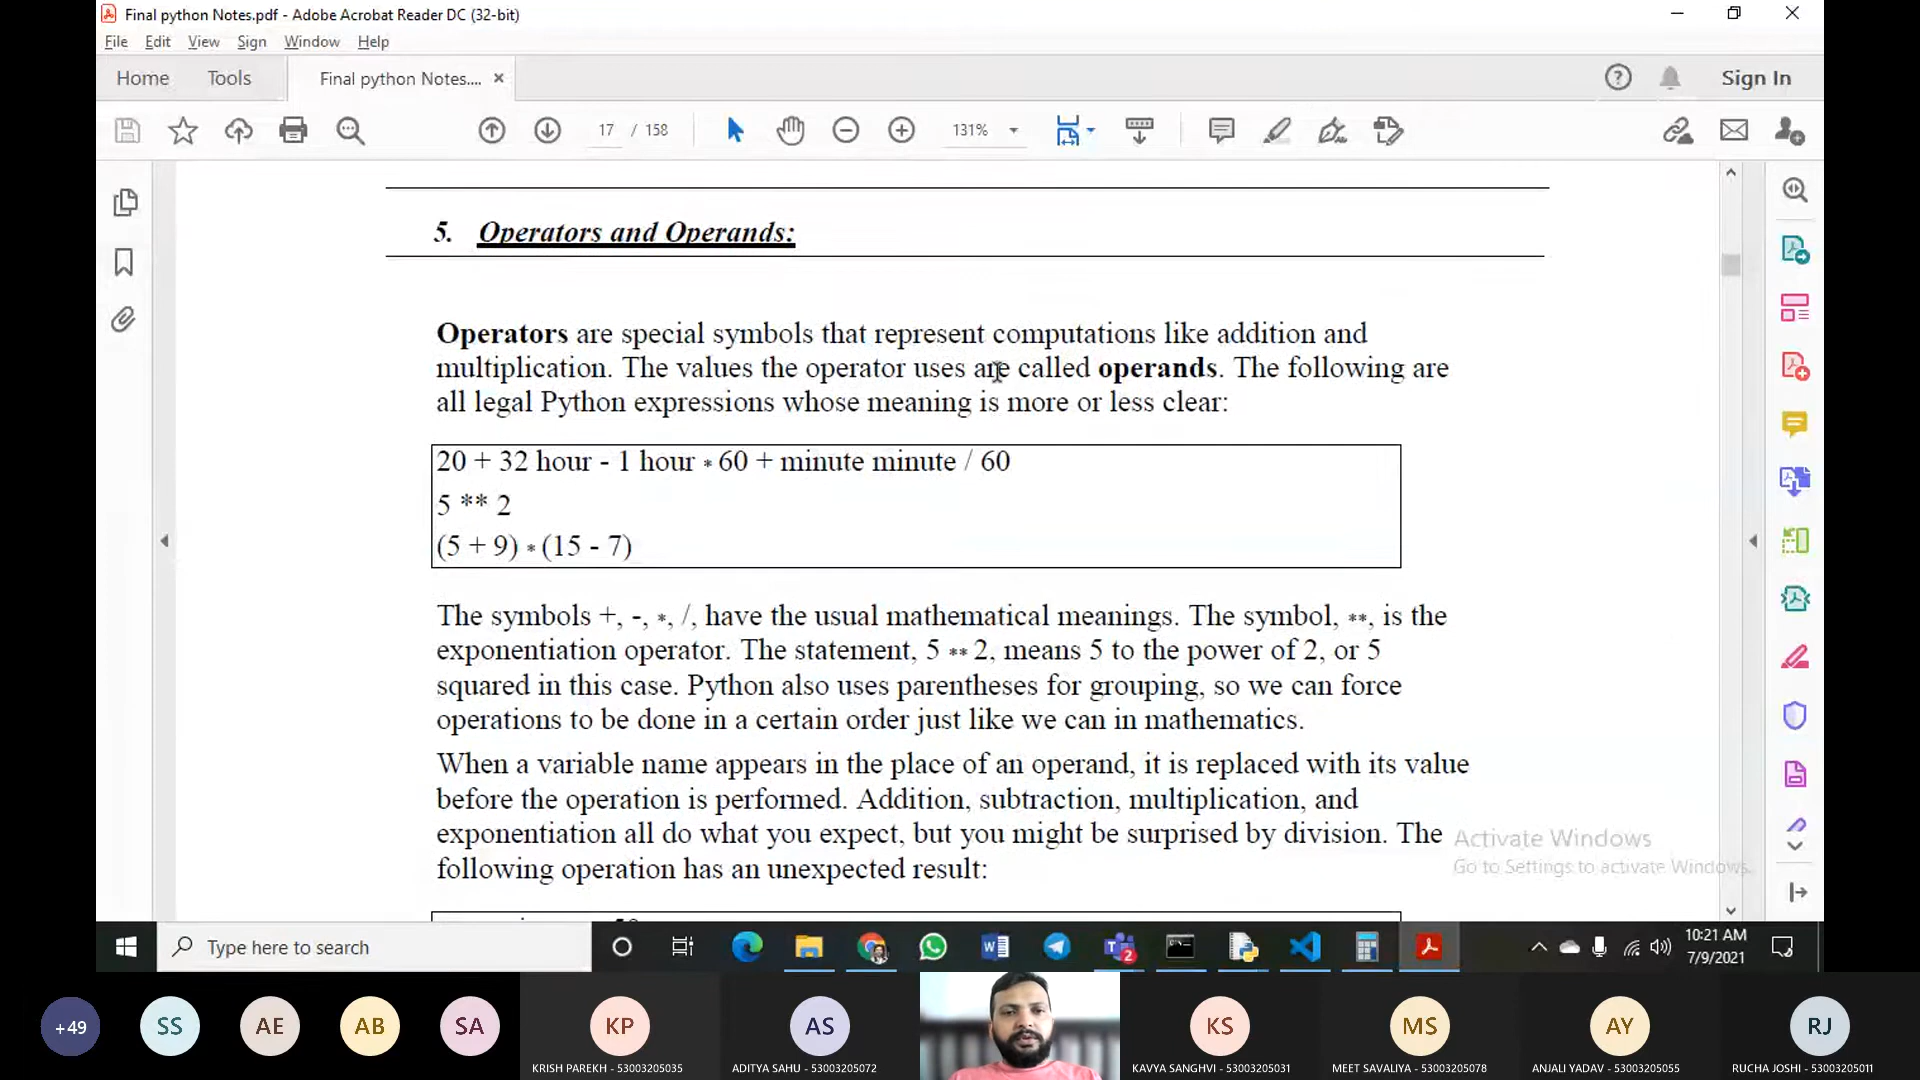 Final python Notes.pdf - Adobe Acrobat Reader DC (32-bit)
File Edit View Sign Window Help
Home Tools Final python Notes.... × Sign In
17 / 158 131%
5. Operators and Operands:
Operators are special symbols that represent computations like addition and
multiplication. The values the operator uses are called operands. The following are
all legal Python expressions whose meaning is more or less clear:
20 + 32 hour - 1 hour * 60 + minute minute / 60
5 ** 2
(5 + 9) * (15 - 7)
The symbols +, -, *, /, have the usual mathematical meanings. The symbol, **, is the
exponentiation operator. The statement, 5 ** 2, means 5 to the power of 2, or 5
squared in this case. Python also uses parentheses for grouping, so we can force
operations to be done in a certain order just like we can in mathematics.
When a variable name appears in the place of an operand, it is replaced with its value
before the operation is performed. Addition, subtraction, multiplication, and
exponentiation all do what you expect, but you might be surprised by division. The
following operation has an unexpected result:
Activate Windows
Go to Settings to activate Windows.
Type here to search
2
10:21 AM
7/9/2021
+49 SS AE AB SA KP AS KS MS AY RJ
KRISH PAREKH - 53003205035 ADITYA SAHU - 53003205072 KAVYA SANGHVI - 53003205031 MEET SAVALIYA - 53003205078 ANJALI YADAV - 53003205055 RUCHA JOSHI - 53003205011